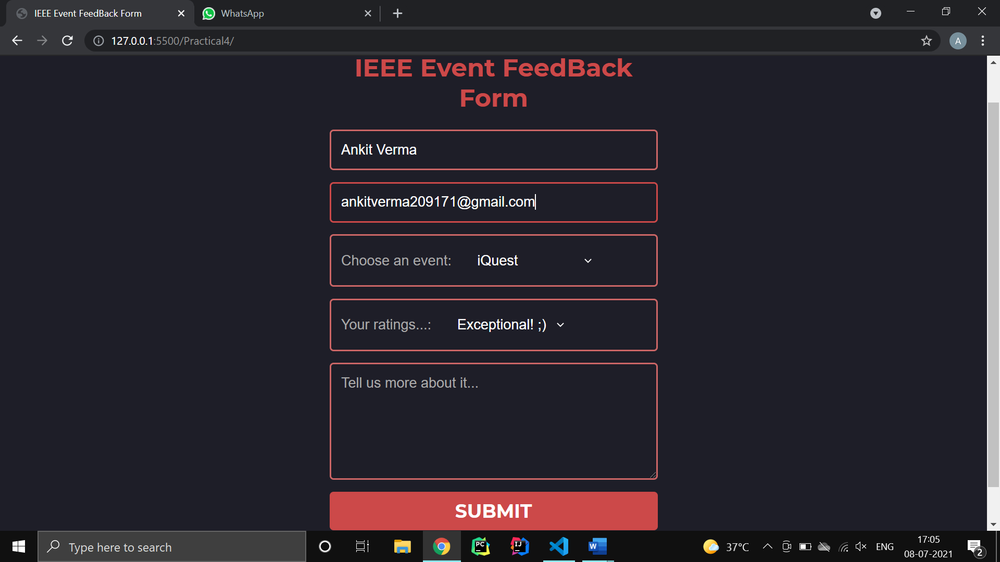 IEEE Event FeedBack Form
WhatsApp
127.0.0.1:5500/Practical4/
A
IEEE Event FeedBack
Form
Ankit Verma
ankitverma209171@gmail.com
Choose an event: iQuest
Your ratings...: Exceptional! ;)
Tell us more about it...
SUBMIT
Type here to search
PC
IJ
W
37°C
ENG
17:05
08-07-2021
2